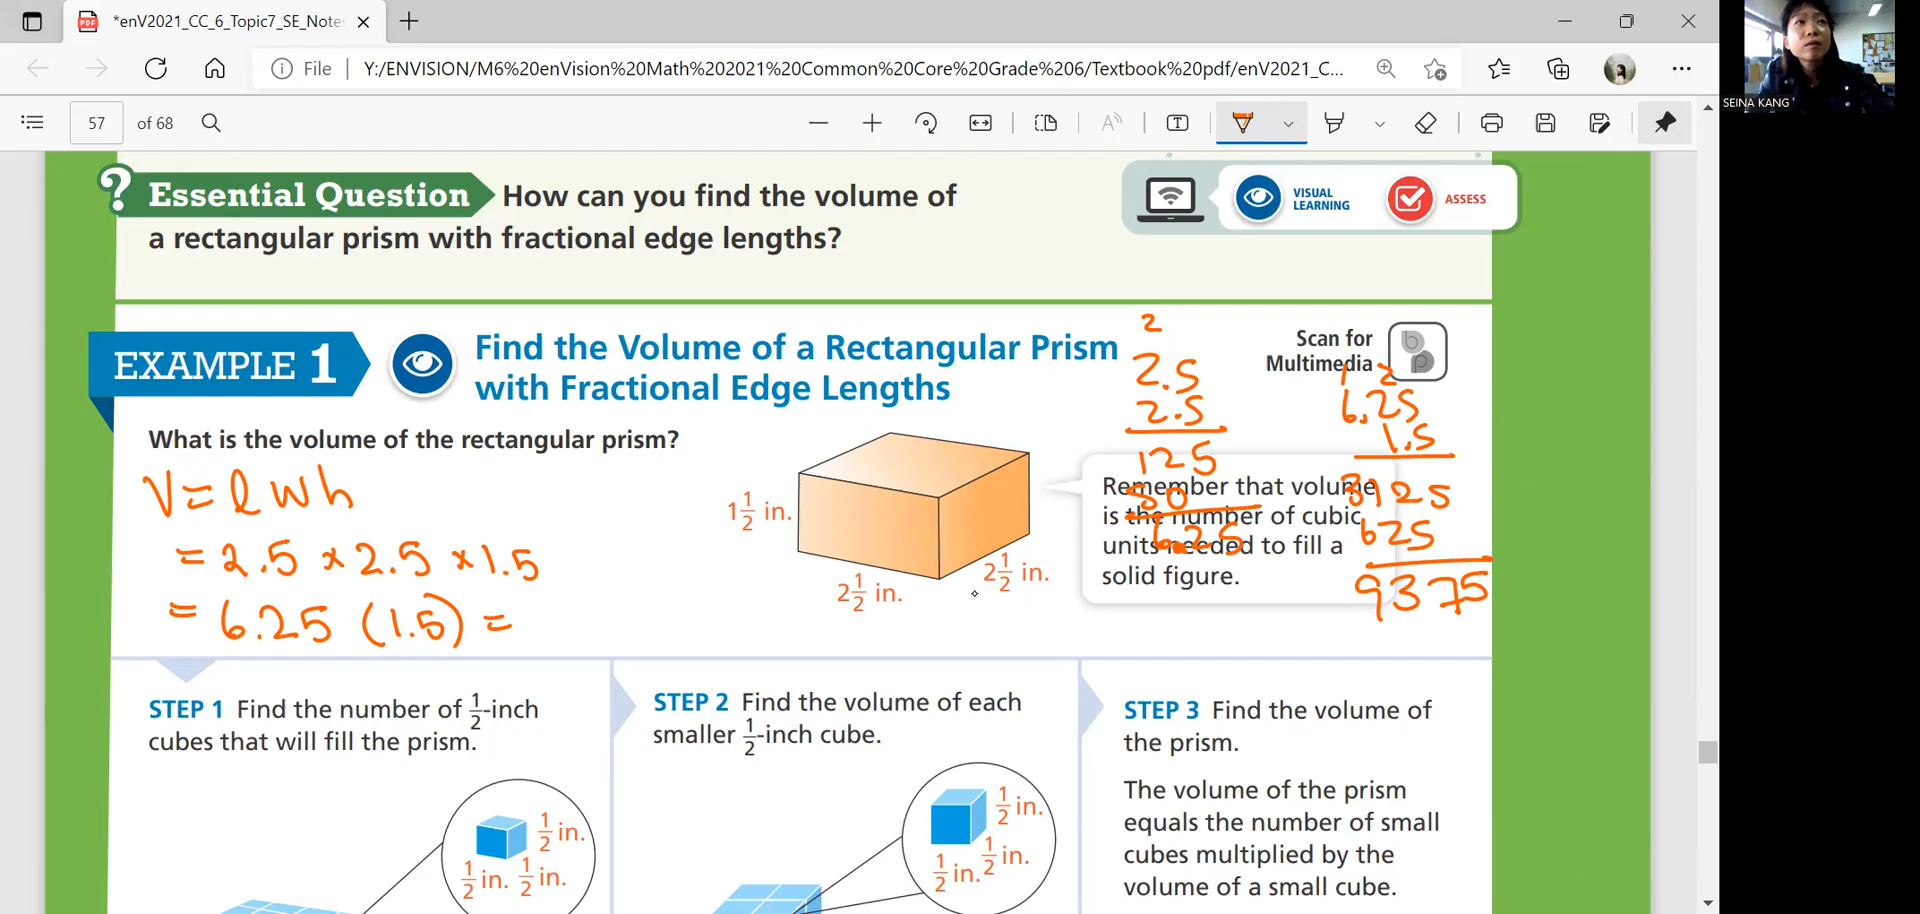 *enV2021_CC_6_Topic7_SE_Note
File
Y:/ENVISION/M6%20enVision%20Math%202021%20Common%20Core%20Grade%206/Textbook%20pdf/enV2021_C...
57 of 68
SEINA KANG
? Essential Question How can you find the volume of
a rectangular prism with fractional edge lengths?
VISUAL
LEARNING
ASSESS
EXAMPLE 1
Find the Volume of a Rectangular Prism
with Fractional Edge Lengths
Scan for
Multimedia
What is the volume of the rectangular prism?
V = l w h
= 2.5 × 2.5 × 1.5
= 6.25 (1.5) =
1 1/2 in.
2 1/2 in.
2 1/2 in.
Remember that volume
is the number of cubic
units needed to fill a
solid figure.
2
2.5
2.5
125
50
6.25
1 2
6.25
1.5
3125
625
9375
STEP 1 Find the number of 1/2-inch
cubes that will fill the prism.
1/2 in.
1/2 in. 1/2 in.
STEP 2 Find the volume of each
smaller 1/2-inch cube.
1/2 in.
1/2 in.
1/2 in.
STEP 3 Find the volume of
the prism.
The volume of the prism
equals the number of small
cubes multiplied by the
volume of a small cube.